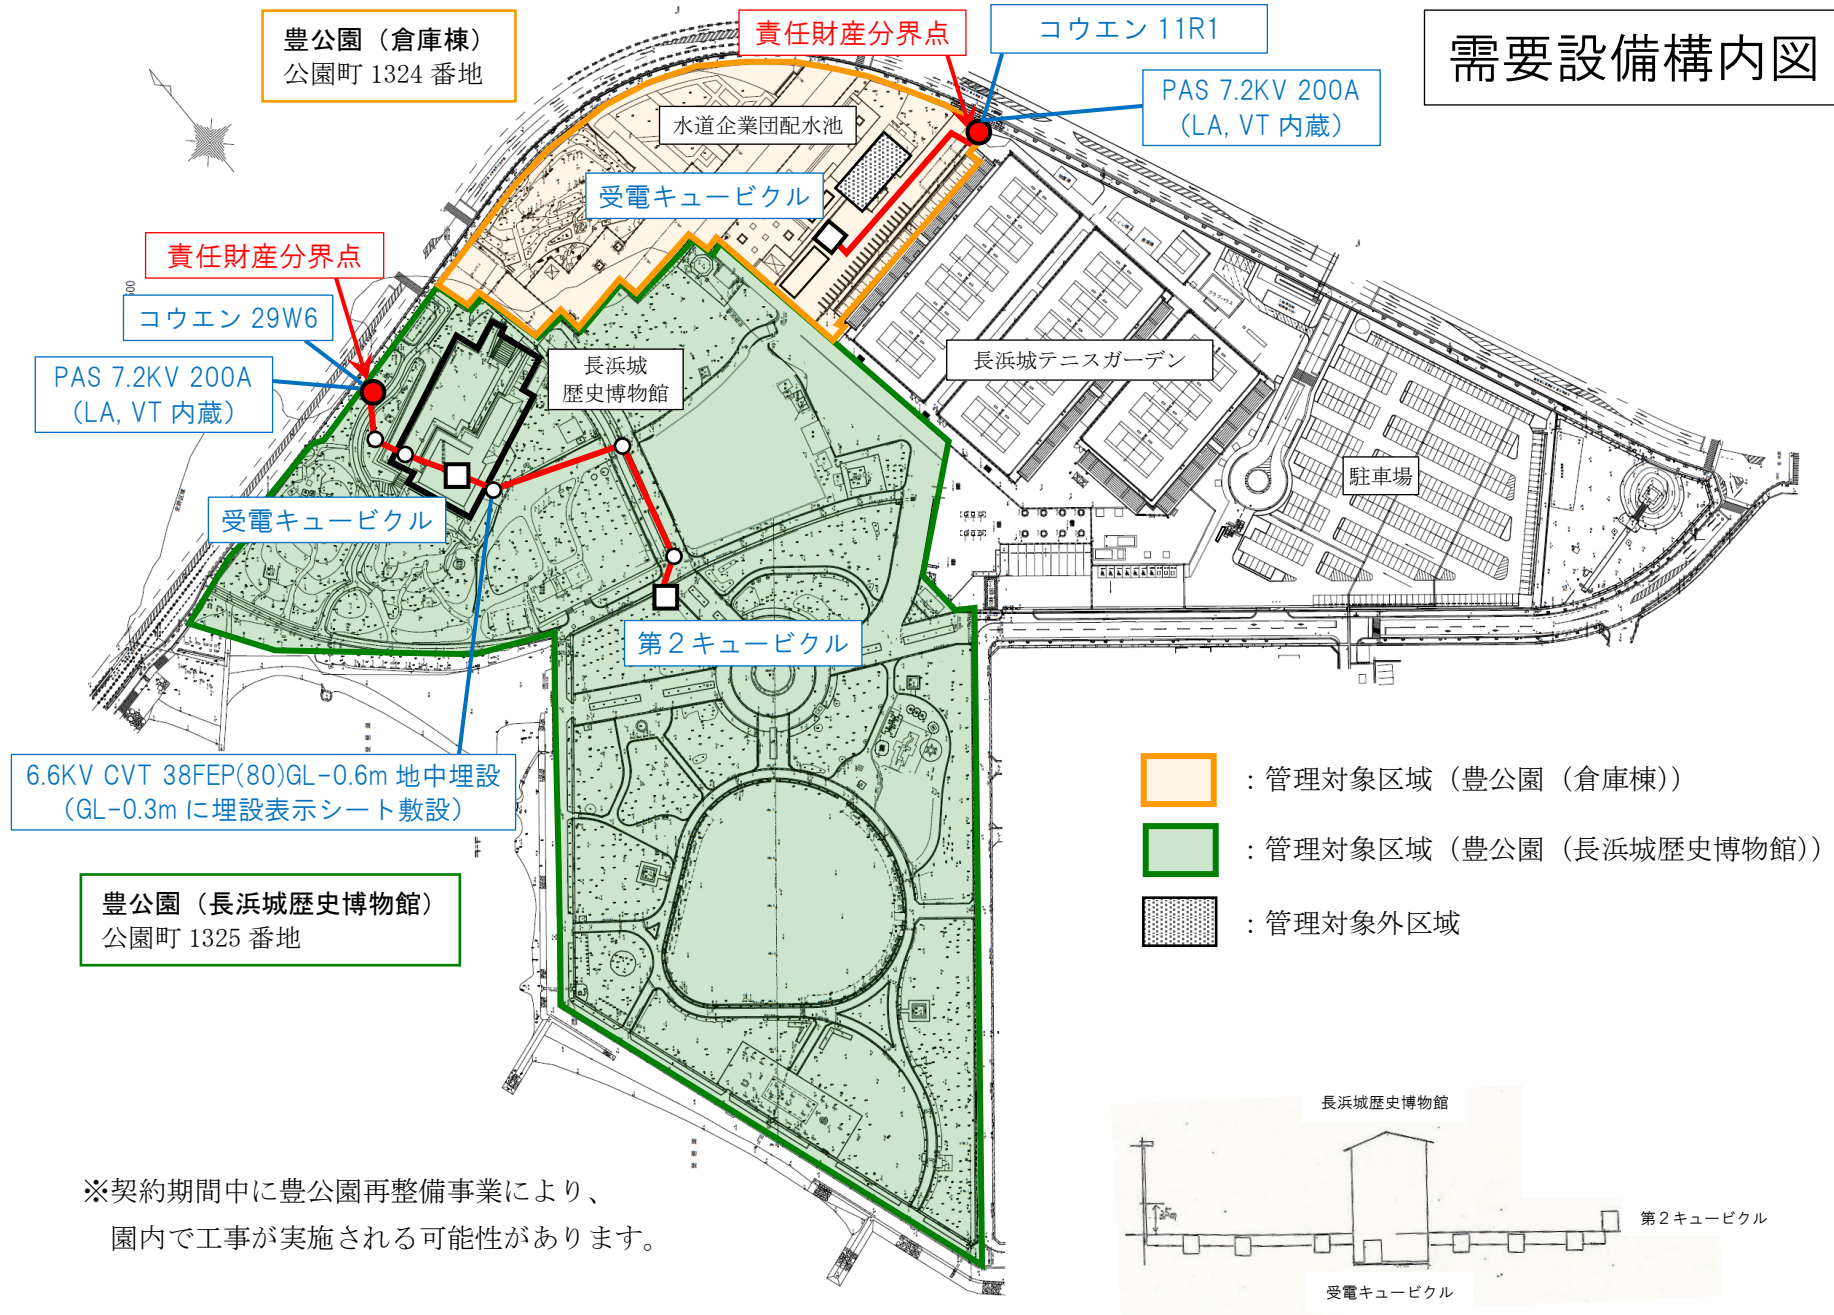 需要設備構内図
豊公園（倉庫棟）
公園町 1324 番地
責任財産分界点
コウエン 11R1
PAS 7.2KV 200A
（LA, VT 内蔵）
水道企業団配水池
受電キュービクル
責任財産分界点
コウエン 29W6
PAS 7.2KV 200A
（LA, VT 内蔵）
長浜城
歴史博物館
長浜城テニスガーデン
クラブハウス
駐車場
受電キュービクル
第２キュービクル
6.6KV CVT 38FEP(80)GL-0.6m 地中埋設
（GL-0.3m に埋設表示シート敷設）
豊公園（長浜城歴史博物館）
公園町 1325 番地
：管理対象区域（豊公園（倉庫棟））
：管理対象区域（豊公園（長浜城歴史博物館））
：管理対象外区域
※契約期間中に豊公園再整備事業により、
園内で工事が実施される可能性があります。
長浜城歴史博物館
第２キュービクル
受電キュービクル